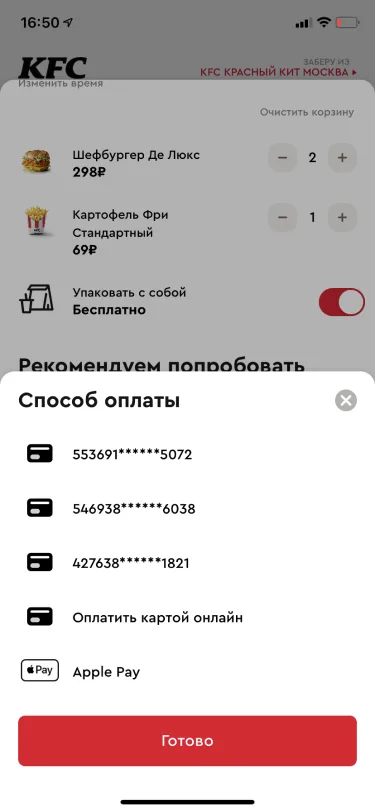 16:50
KFC
ЗАБЕРУ ИЗ
KFC КРАСНЫЙ КИТ МОСКВА
Изменить время
Очистить корзину
Шефбургер Де Люкс
298₽
2
Картофель Фри
Стандартный
69₽
1
Упаковать с собой
Бесплатно
Рекомендуем попробовать
Способ оплаты
553691******5072
546938******6038
427638******1821
Оплатить картой онлайн
Pay
Apple Pay
Готово